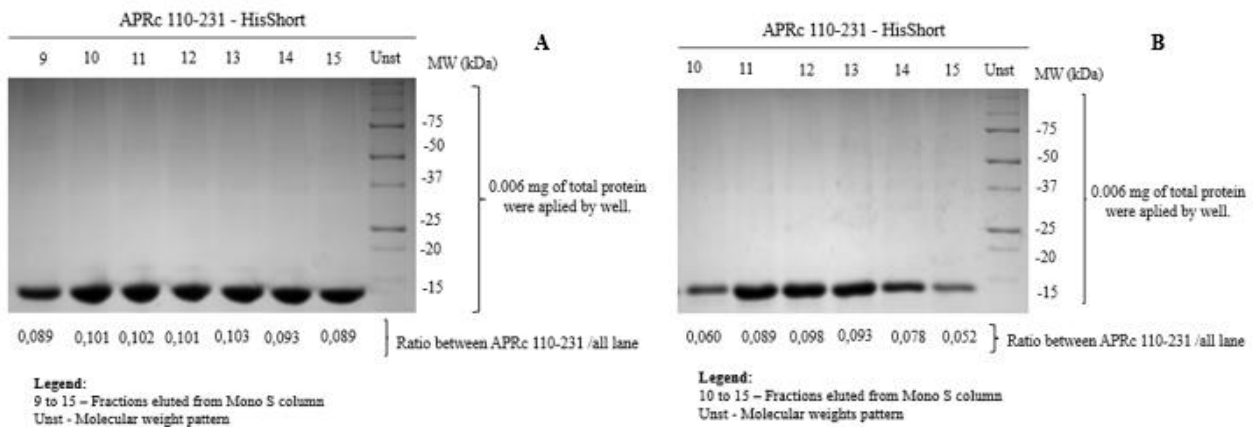 APRc 110-231 - HisShort
A
9 10 11 12 13 14 15 Unst MW (kDa)
-75
-50
-37
-25
-20
-15
0.006 mg of total protein
were aplied by well.
0,089 0,101 0,102 0,101 0,103 0,093 0,089 Ratio between APRc 110-231 /all lane
Legend:
9 to 15 – Fractions eluted from Mono S column
Unst - Molecular weight pattern
APRc 110-231 - HisShort
B
10 11 12 13 14 15 Unst MW (kDa)
-75
-50
-37
-25
-20
-15
0.006 mg of total protein
were aplied by well.
0,060 0,089 0,098 0,093 0,078 0,052 Ratio between APRc 110-231 /all lane
Legend:
10 to 15 – Fractions eluted from Mono S column
Unst - Molecular weights pattern